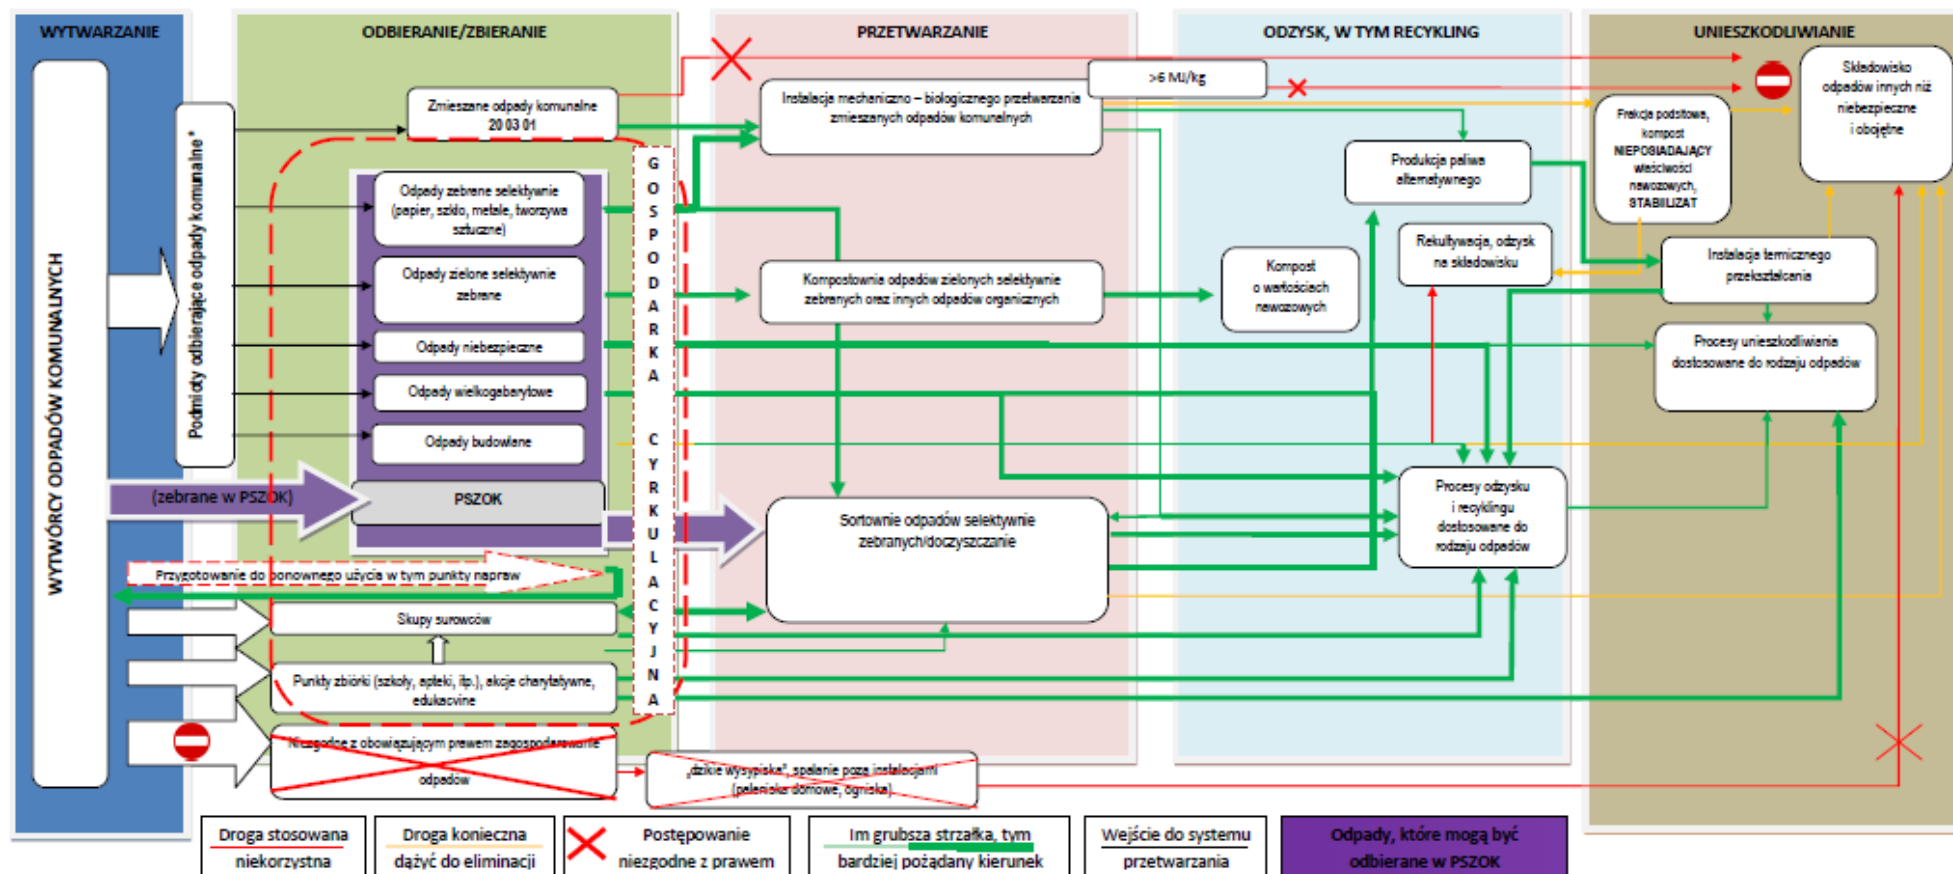 WYTWARZANIE
ODBIERANIE/ZBIERANIE
PRZETWARZANIE
ODZYSK, W TYM RECYKLING
UNIESZKODLIWIANIE
WYTWÓRCY ODPADÓW KOMUNALNYCH
Podmioty odbierające odpady komunalne*
Zmieszane odpady komunalne
20 03 01
Odpady zebrane selektywnie
(papier, szkło, metale, tworzywa
sztuczne)
Odpady zielone selektywnie
zebrane
Odpady niebezpieczne
Odpady wielkogabarytowe
Odpady budowlane
(zebrane w PSZOK)
PSZOK
Przygotowanie do ponownego użycia w tym punkty napraw
Skupy surowców
Punkty zbiórki (szkoły, apteki, itp.), akcje charytatywne,
edukacyjne
Niezgodne z obowiązującym prawem zagospodarowanie
odpadów
GOSPODARKA CYRKULACYJNA
Instalacja mechaniczno – biologicznego przetwarzania
zmieszanych odpadów komunalnych
Kompostownia odpadów zielonych selektywnie
zebranych oraz innych odpadów organicznych
Sortownie odpadów selektywnie
zebranych/doczyszczanie
„dzikie wysypiska", spalanie poza instalacjami
(paleniska domowe, ogniska)
>6 MJ/kg
Produkcja paliwa
alternatywnego
Rekultywacja, odzysk
na składowisku
Kompost
o wartościach
nawozowych
Procesy odzysku
i recyklingu
dostosowane do
rodzaju odpadów
Frakcja podstowa,
kompost
NIEPOSIADAJĄCY
właściwości
nawozowych,
STABILIZAT
Składowisko
odpadów innych niż
niebezpieczne
i obojętne
Instalacja termicznego
przekształcania
Procesy unieszkodliwiania
dostosowane do rodzaju odpadów
Droga stosowana
niekorzystna
Droga konieczna
dążyć do eliminacji
Postępowanie
niezgodne z prawem
Im grubsza strzałka, tym
bardziej pożądany kierunek
Wejście do systemu
przetwarzania
Odpady, które mogą być
odbierane w PSZOK